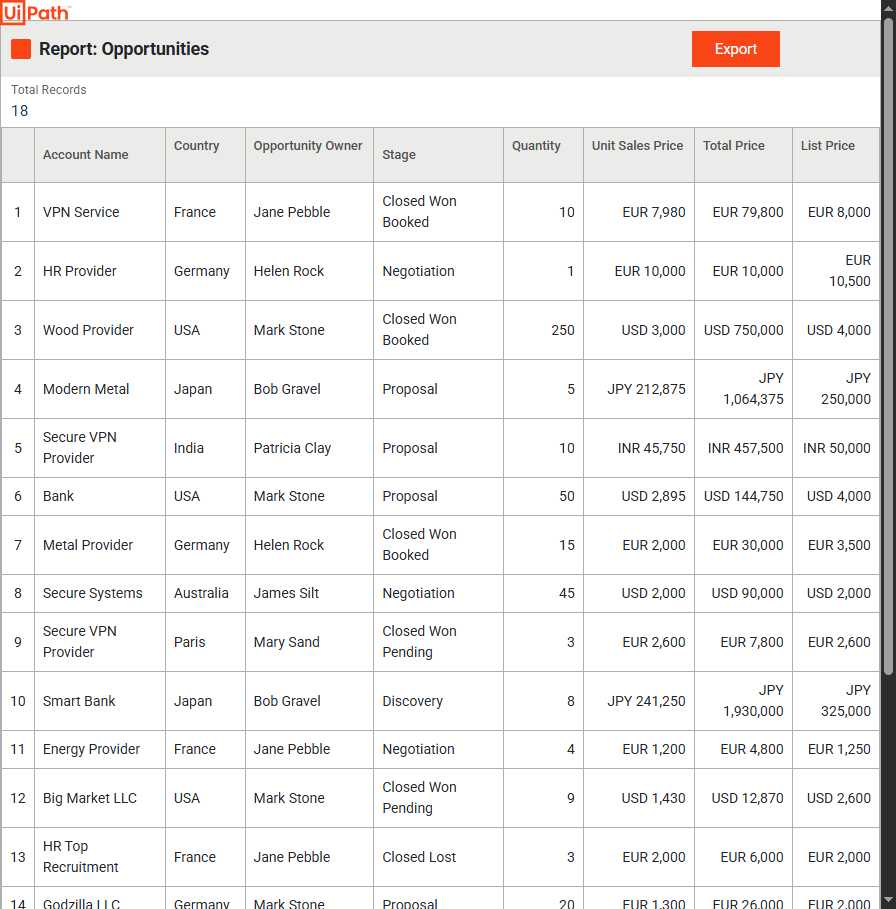 UiPath
Report: Opportunities
Export
Total Records
18
Account Name Country Opportunity Owner Stage Quantity Unit Sales Price Total Price List Price
1 VPN Service France Jane Pebble Closed Won Booked 10 EUR 7,980 EUR 79,800 EUR 8,000
2 HR Provider Germany Helen Rock Negotiation 1 EUR 10,000 EUR 10,000 EUR 10,500
3 Wood Provider USA Mark Stone Closed Won Booked 250 USD 3,000 USD 750,000 USD 4,000
4 Modern Metal Japan Bob Gravel Proposal 5 JPY 212,875 JPY 1,064,375 JPY 250,000
5 Secure VPN Provider India Patricia Clay Proposal 10 INR 45,750 INR 457,500 INR 50,000
6 Bank USA Mark Stone Proposal 50 USD 2,895 USD 144,750 USD 4,000
7 Metal Provider Germany Helen Rock Closed Won Booked 15 EUR 2,000 EUR 30,000 EUR 3,500
8 Secure Systems Australia James Silt Negotiation 45 USD 2,000 USD 90,000 USD 2,000
9 Secure VPN Provider Paris Mary Sand Closed Won Pending 3 EUR 2,600 EUR 7,800 EUR 2,600
10 Smart Bank Japan Bob Gravel Discovery 8 JPY 241,250 JPY 1,930,000 JPY 325,000
11 Energy Provider France Jane Pebble Negotiation 4 EUR 1,200 EUR 4,800 EUR 1,250
12 Big Market LLC USA Mark Stone Closed Won Pending 9 USD 1,430 USD 12,870 USD 2,600
13 HR Top Recruitment France Jane Pebble Closed Lost 3 EUR 2,000 EUR 6,000 EUR 2,000
14 Godzilla LLC Germany Mark Stone Proposal 20 EUR 1,300 EUR 26,000 EUR 2,000